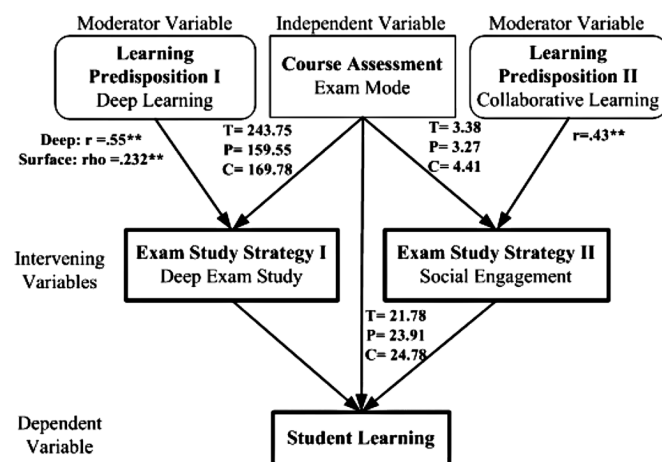 Moderator Variable
Independent Variable
Moderator Variable
Learning
Predisposition I
Deep Learning
Course Assessment
Exam Mode
Learning
Predisposition II
Collaborative Learning
Deep: r =.55**
Surface: rho =.232**
T= 243.75
P= 159.55
C= 169.78
T= 3.38
P= 3.27
C= 4.41
r=.43**
Intervening
Variables
Exam Study Strategy I
Deep Exam Study
Exam Study Strategy II
Social Engagement
T= 21.78
P= 23.91
C= 24.78
Dependent
Variable
Student Learning